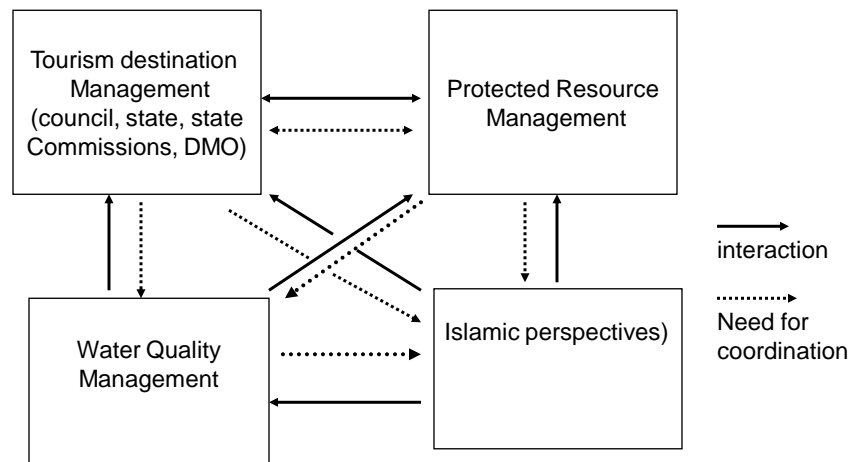 Tourism destination
Management
(council, state, state
Commissions, DMO)
Protected Resource
Management
interaction
Need for
coordination
Water Quality
Management
Islamic perspectives)